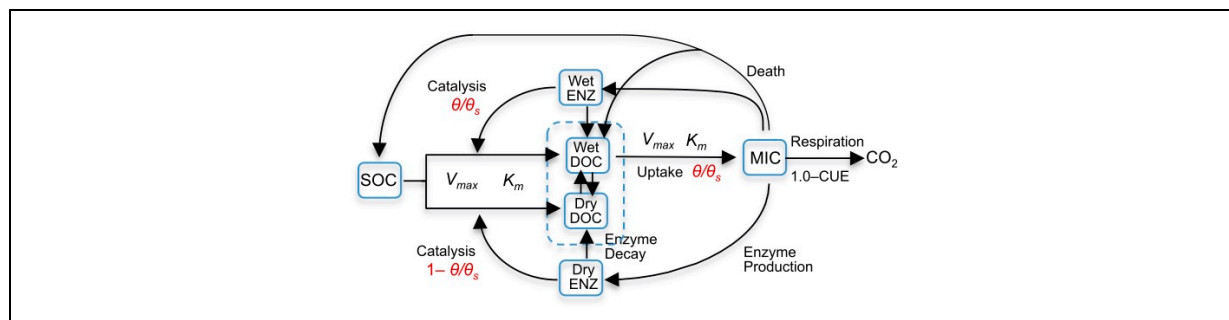 Death
Wet
ENZ
Catalysis
θ/θs
Wet
DOC
Vmax Km
Uptake θ/θs
MIC
Respiration
1.0–CUE
CO2
SOC
Vmax Km
Dry
DOC
Enzyme
Decay
Catalysis
1– θ/θs
Dry
ENZ
Enzyme
Production